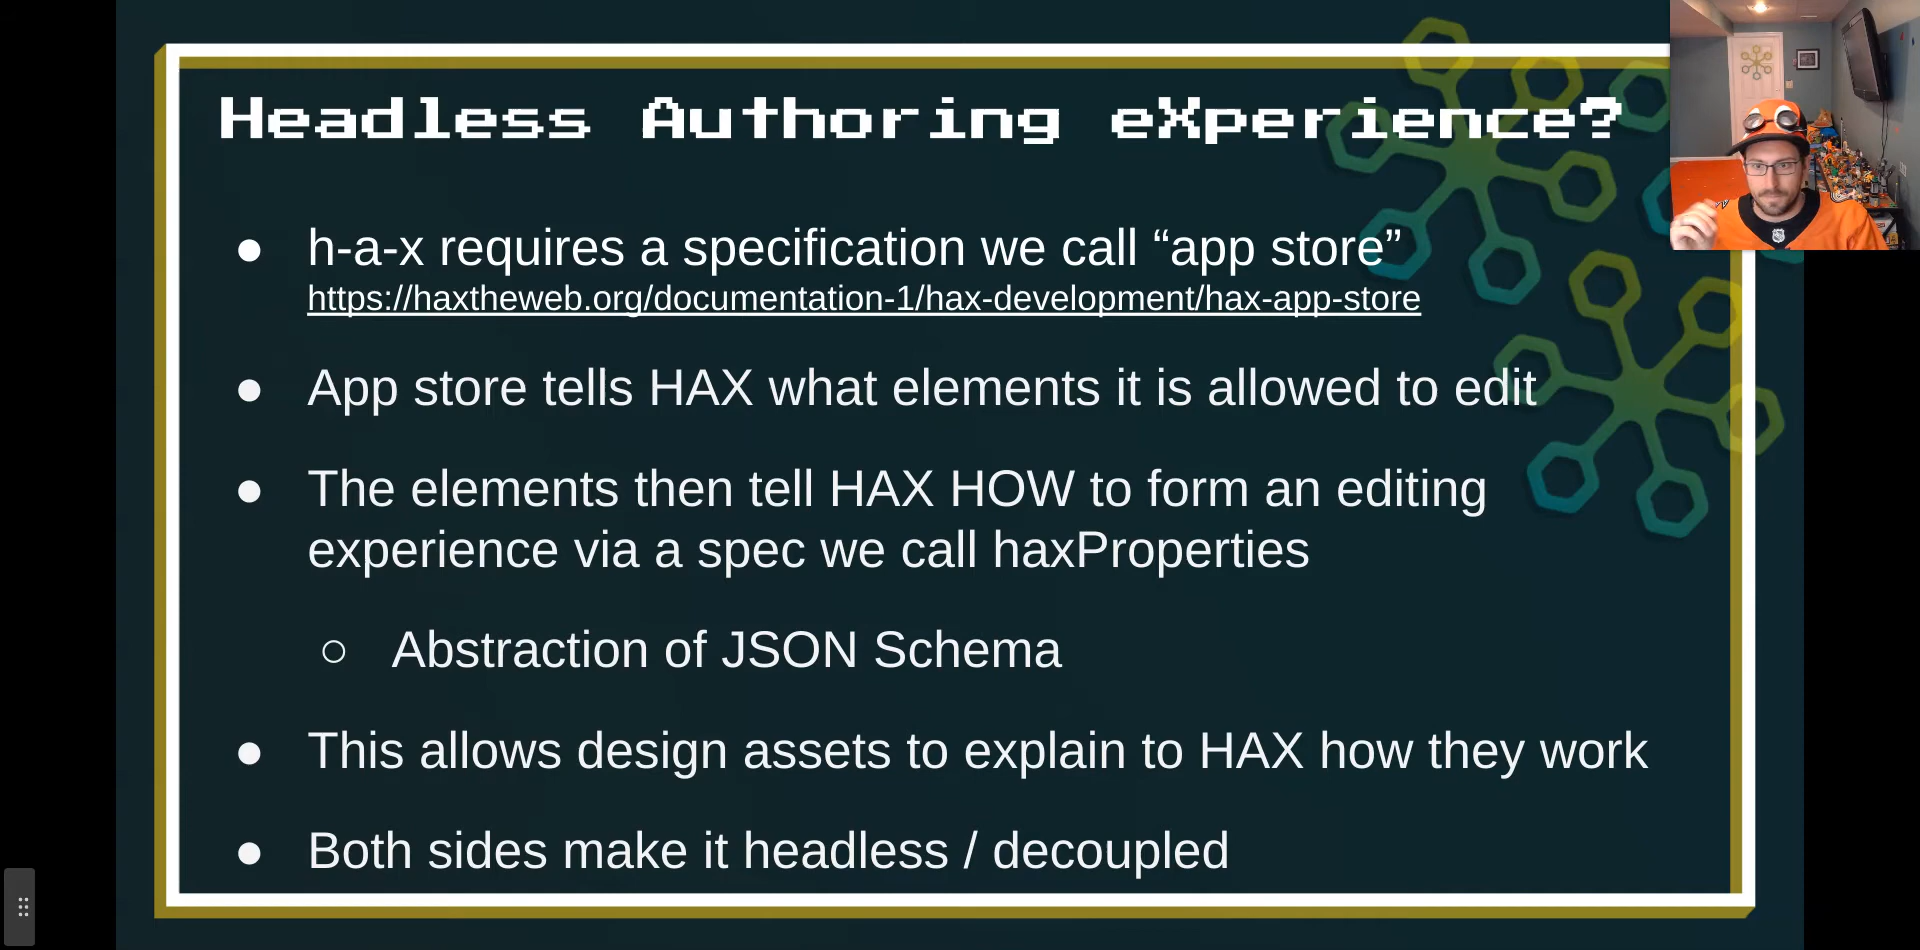 Headless Authoring eXperience?
● h-a-x requires a specification we call “app store”
https://haxtheweb.org/documentation-1/hax-development/hax-app-store
● App store tells HAX what elements it is allowed to edit
● The elements then tell HAX HOW to form an editing
experience via a spec we call haxProperties
○ Abstraction of JSON Schema
● This allows design assets to explain to HAX how they work
● Both sides make it headless / decoupled